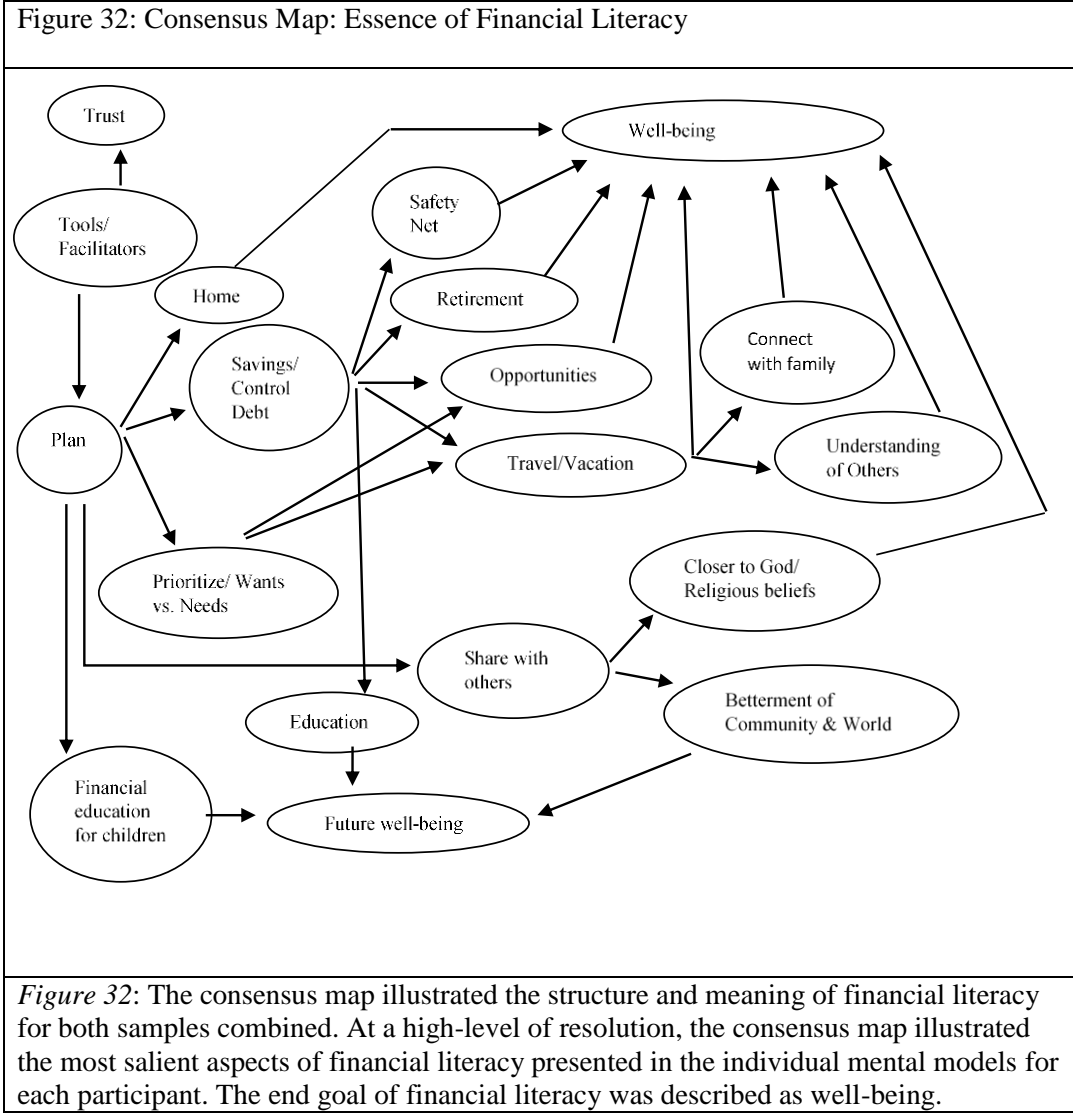 Figure 32: Consensus Map: Essence of Financial Literacy
Trust
Well-being
Tools/
Facilitators
Safety
Net
Home
Retirement
Savings/
Control
Debt
Connect
with family
Opportunities
Plan
Travel/Vacation
Understanding
of Others
Prioritize/ Wants
vs. Needs
Closer to God/
Religious beliefs
Share with
others
Betterment of
Community & World
Education
Financial
education
for children
Future well-being
Figure 32: The consensus map illustrated the structure and meaning of financial literacy
for both samples combined. At a high-level of resolution, the consensus map illustrated
the most salient aspects of financial literacy presented in the individual mental models for
each participant. The end goal of financial literacy was described as well-being.